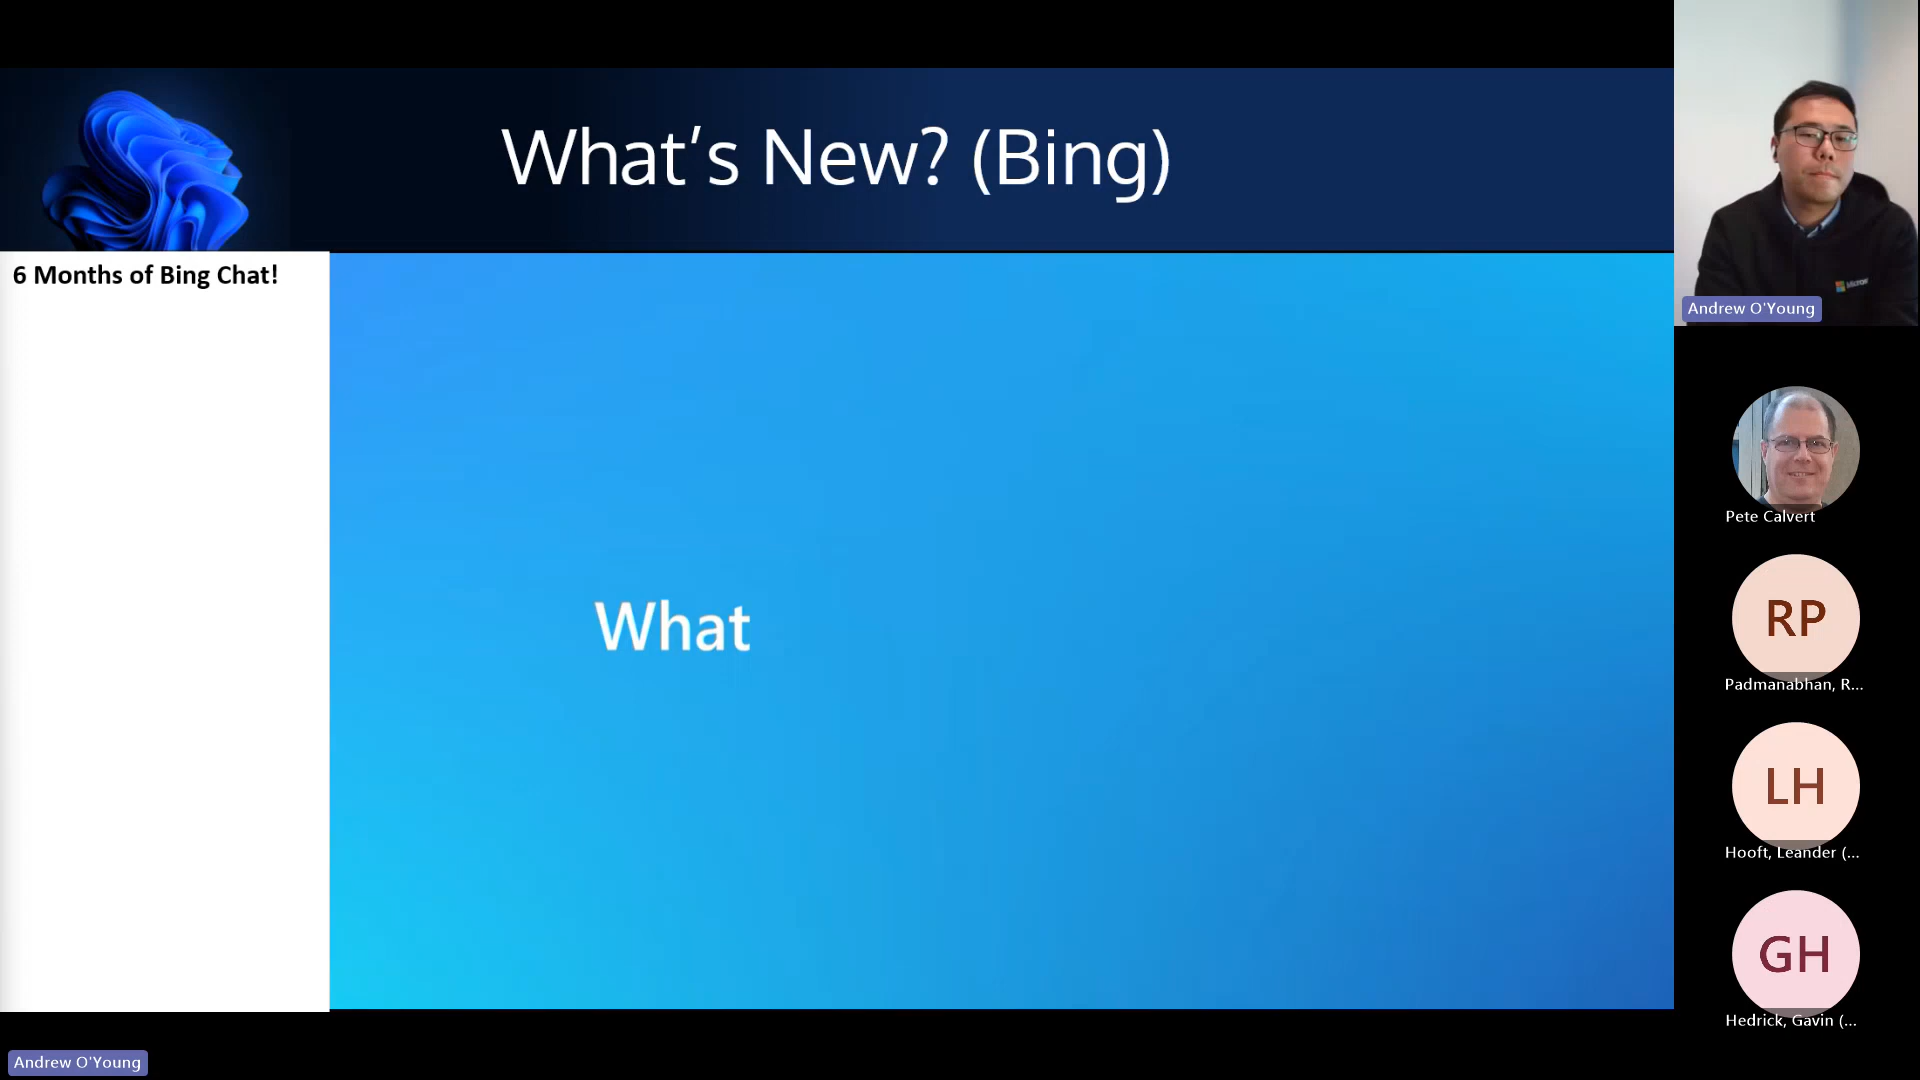 What's New? (Bing)
6 Months of Bing Chat!
What
Andrew O'Young
Pete Calvert
RP
Padmanabhan, R...
LH
Hooft, Leander (...
GH
Hedrick, Gavin (...
Andrew O'Young